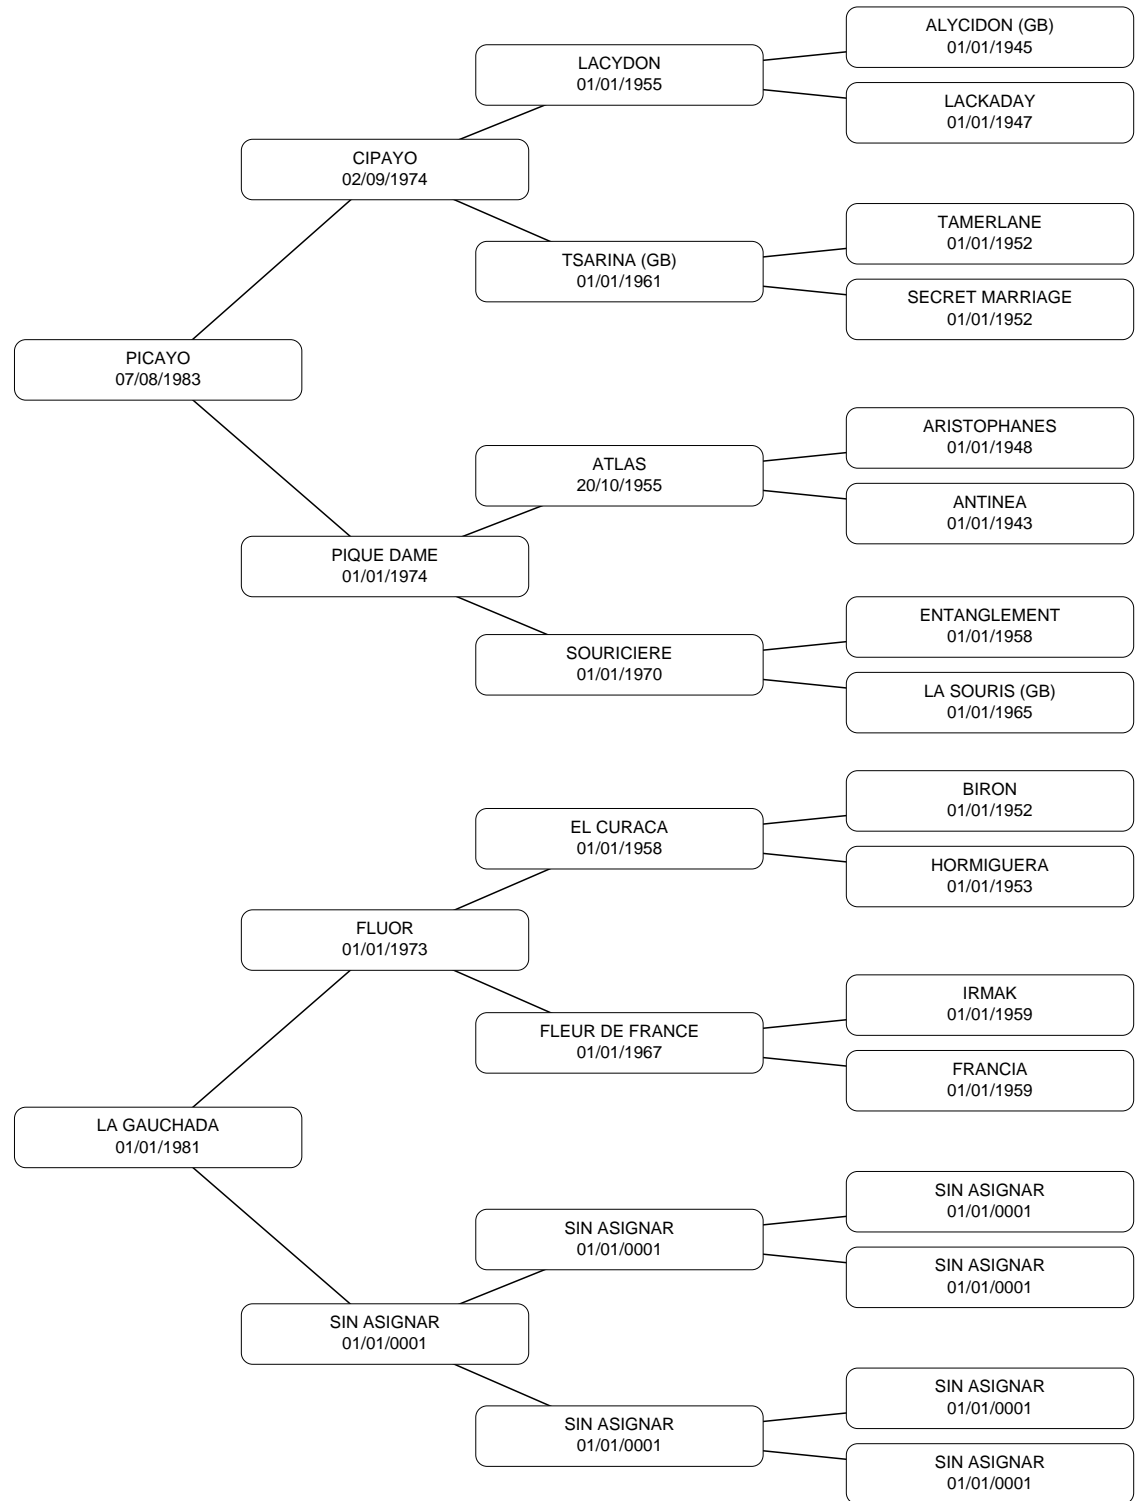 ALYCIDON (GB)
01/01/1945
LACYDON
01/01/1955
LACKADAY
01/01/1947
CIPAYO
02/09/1974
TAMERLANE
01/01/1952
TSARINA (GB)
01/01/1961
SECRET MARRIAGE
01/01/1952
PICAYO
07/08/1983
ARISTOPHANES
01/01/1948
ATLAS
20/10/1955
ANTINEA
01/01/1943
PIQUE DAME
01/01/1974
ENTANGLEMENT
01/01/1958
SOURICIERE
01/01/1970
LA SOURIS (GB)
01/01/1965
BIRON
01/01/1952
EL CURACA
01/01/1958
HORMIGUERA
01/01/1953
FLUOR
01/01/1973
IRMAK
01/01/1959
FLEUR DE FRANCE
01/01/1967
FRANCIA
01/01/1959
LA GAUCHADA
01/01/1981
SIN ASIGNAR
01/01/0001
SIN ASIGNAR
01/01/0001
SIN ASIGNAR
01/01/0001
SIN ASIGNAR
01/01/0001
SIN ASIGNAR
01/01/0001
SIN ASIGNAR
01/01/0001
SIN ASIGNAR
01/01/0001